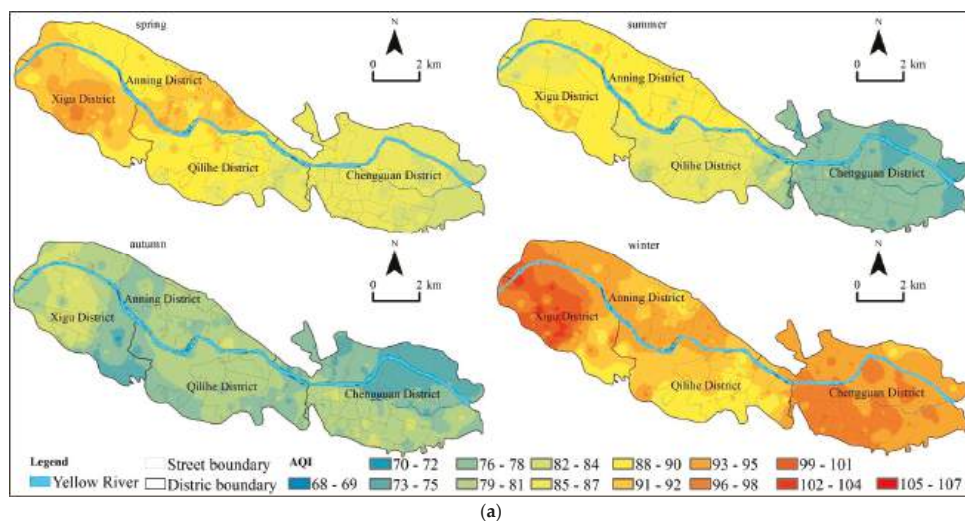 spring
N
0 2 km
Anning District
Xigu District
Qilihe District
Chengguan District
summer
N
0 2 km
Anning District
Xigu District
Qilihe District
Chengguan District
autumn
N
0 2 km
Anning District
Xigu District
Qilihe District
Chengguan District
winter
N
0 2 km
Anning District
Xigu District
Qilihe District
Chengguan District
Legend
Street boundary
Yellow River
Distric boundary
AQI
70 - 72
76 - 78
82 - 84
88 - 90
93 - 95
99 - 101
68 - 69
73 - 75
79 - 81
85 - 87
91 - 92
96 - 98
102 - 104
105 - 107
(a)